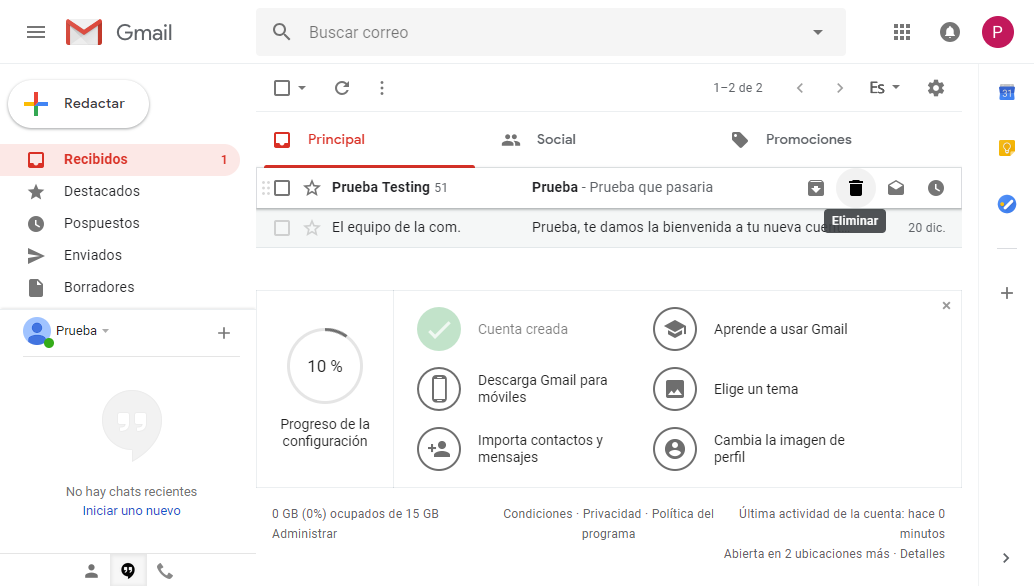 Gmail
Buscar correo
P
Redactar
1–2 de 2
Es
31
Recibidos 1
Destacados
Pospuestos
Enviados
Borradores
Principal
Social
Promociones
Prueba Testing 51 Prueba - Prueba que pasaria
Eliminar
El equipo de la com. Prueba, te damos la bienvenida a tu nueva 20 dic.
Prueba
No hay chats recientes
Iniciar uno nuevo
10 %
Progreso de la
configuración
Cuenta creada
Aprende a usar Gmail
Descarga Gmail para
móviles
Elige un tema
Importa contactos y
mensajes
Cambia la imagen de
perfil
0 GB (0%) ocupados de 15 GB
Administrar
Condiciones · Privacidad · Política del
programa
Última actividad de la cuenta: hace 0
minutos
Abierta en 2 ubicaciones más · Detalles